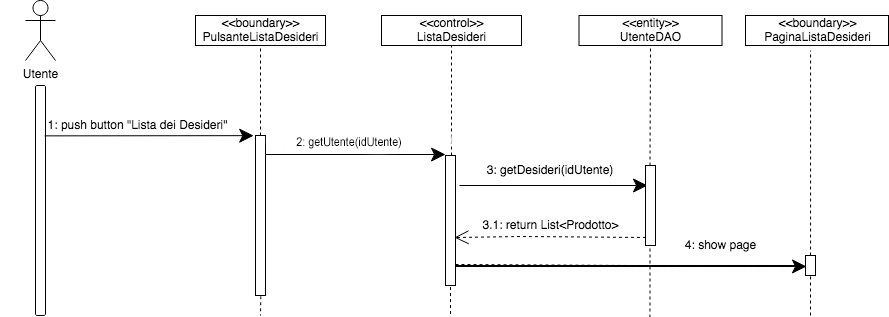 <<boundary>>
PulsanteListaDesideri
<<control>>
ListaDesideri
<<entity>>
UtenteDAO
<<boundary>>
PaginaListaDesideri
Utente
1: push button "Lista dei Desideri"
2: getUtente(idUtente)
3: getDesideri(idUtente)
3.1: return List<Prodotto>
4: show page